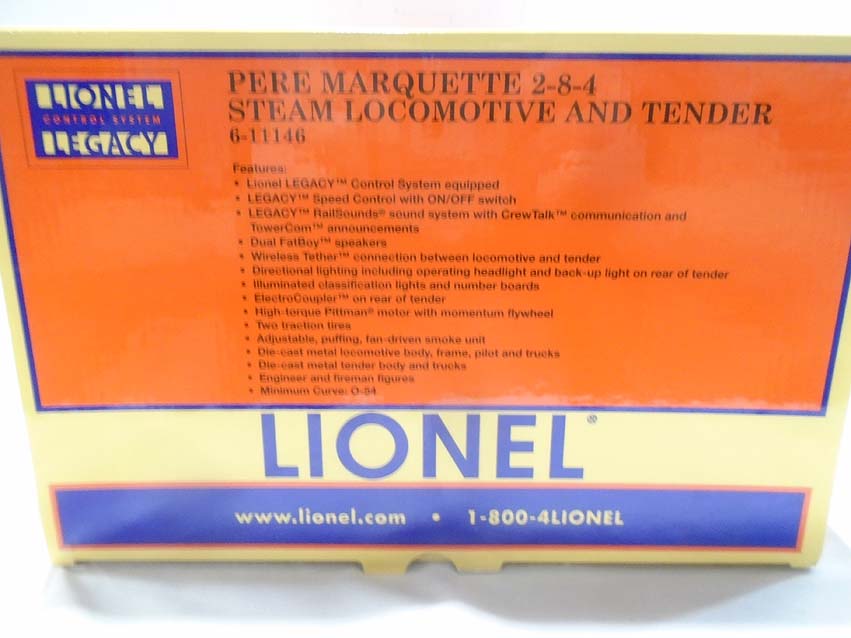 LIONEL
CONTROL SYSTEM
LEGACY
PERE MARQUETTE 2-8-4
STEAM LOCOMOTIVE AND TENDER
6-11146
Features:
• Lionel LEGACY™ Control System equipped
• LEGACY™ Speed Control with ON/OFF switch
• LEGACY™ RailSounds® sound system with CrewTalk™ communication and
TowerCom™ announcements
• Dual FatBoy™ speakers
• Wireless Tether™ connection between locomotive and tender
• Directional lighting including operating headlight and back-up light on rear of tender
• Illuminated classification lights and number boards
• ElectroCoupler™ on rear of tender
• High-torque Pittman® motor with momentum flywheel
• Two traction tires
• Adjustable, puffing, fan-driven smoke unit
• Die-cast metal locomotive body, frame, pilot and trucks
• Die-cast metal tender body and trucks
• Engineer and fireman figures
• Minimum Curve: O-54
LIONEL®
www.lionel.com • 1-800-4LIONEL